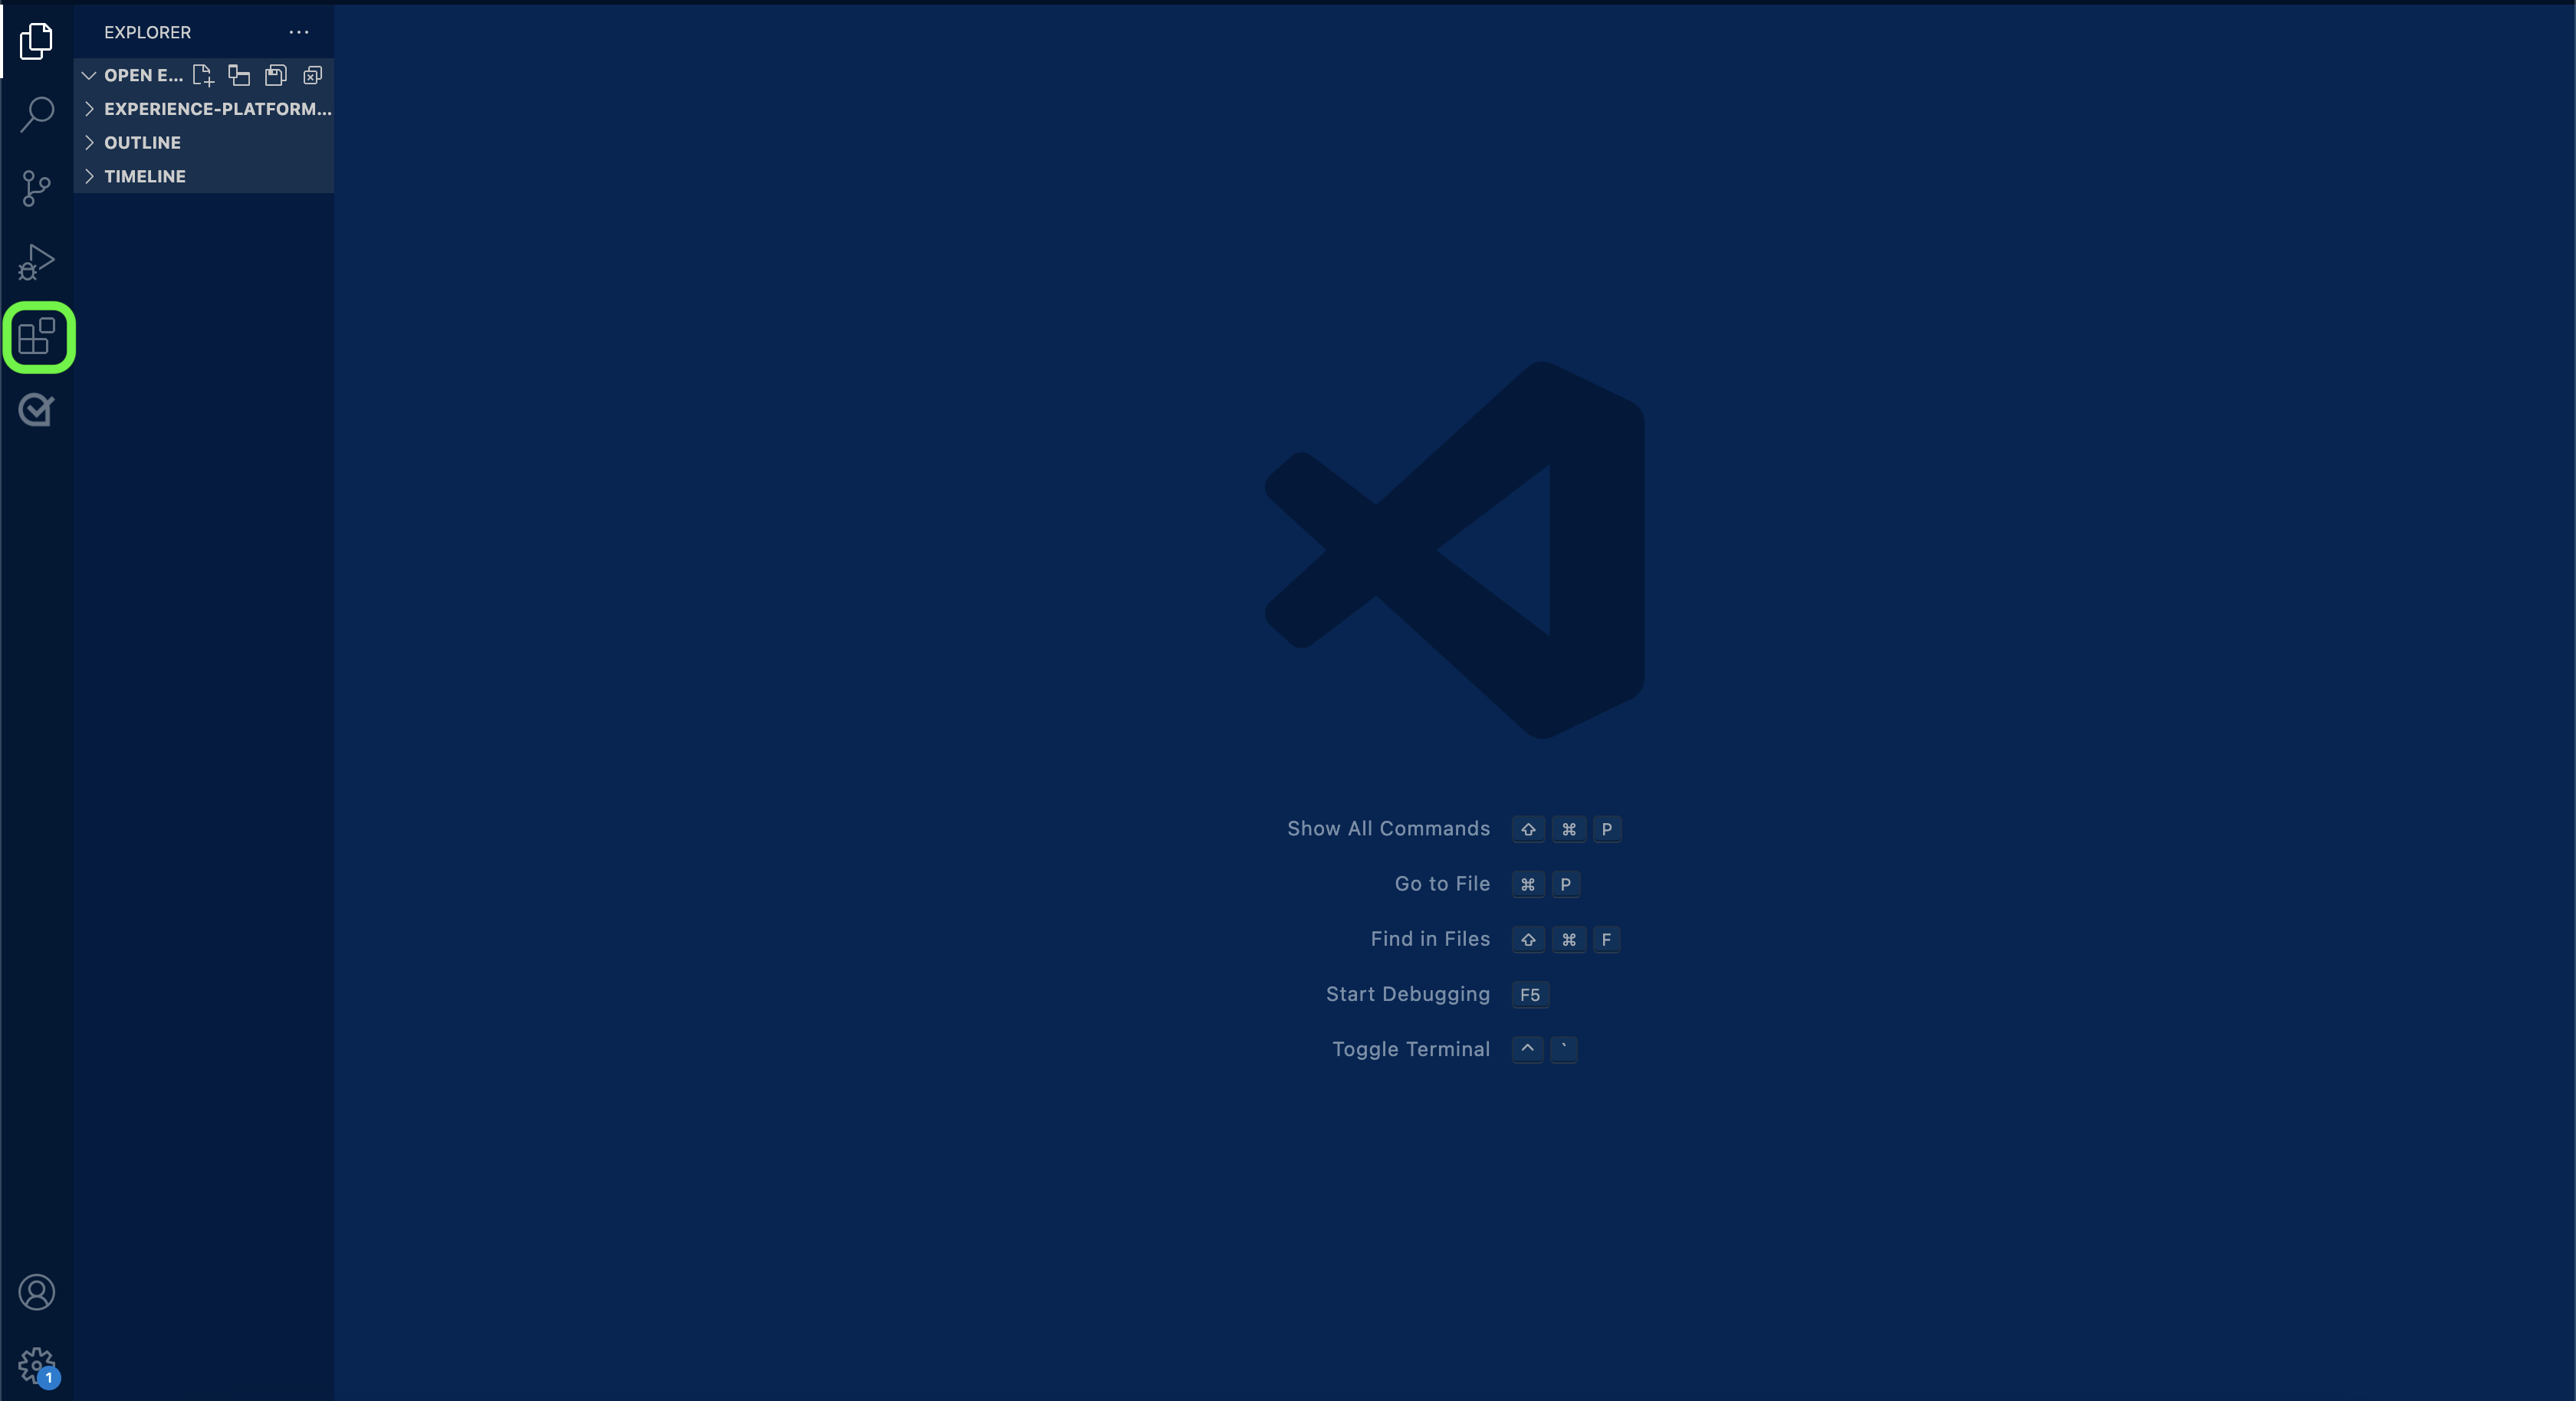 EXPLORER
OPEN E...
EXPERIENCE-PLATFORM...
OUTLINE
TIMELINE
Show All Commands ⇧ ⌘ P
Go to File ⌘ P
Find in Files ⇧ ⌘ F
Start Debugging F5
Toggle Terminal ^ `
1